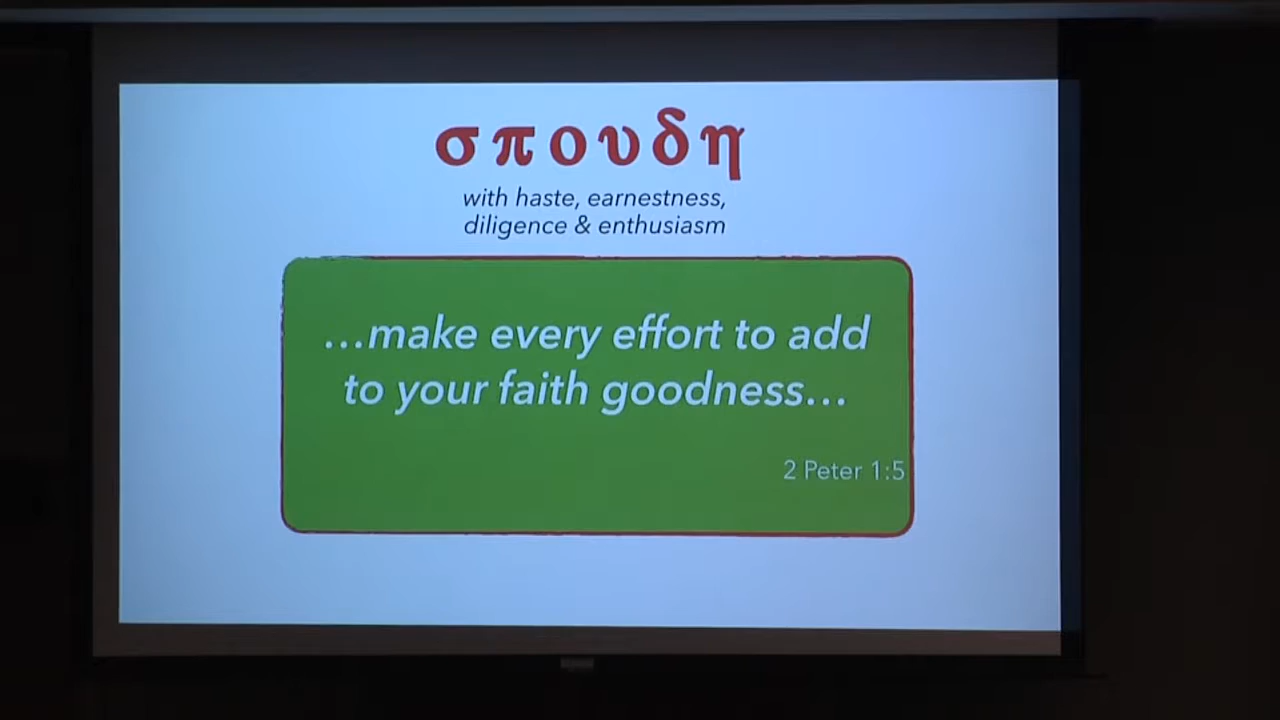 σπουδη
with haste, earnestness,
diligence & enthusiasm
...make every effort to add
to your faith goodness...
2 Peter 1:5